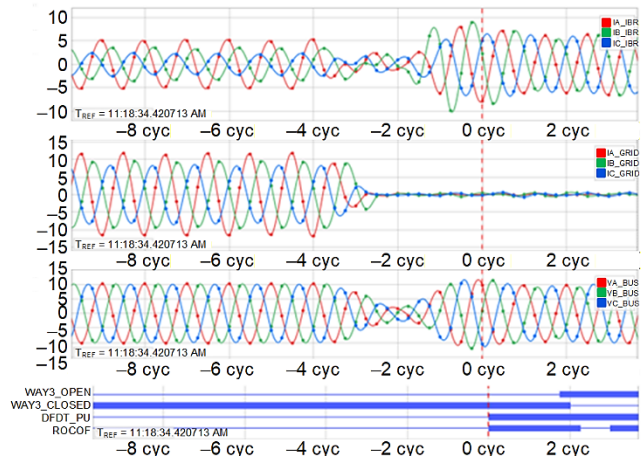 10
5
0
−5
−10
IA_IBR
IB_IBR
IC_IBR
TREF = 11:18:34.420713 AM
−8 cyc −6 cyc −4 cyc −2 cyc 0 cyc 2 cyc
15
10
5
0
−5
−10
−15
IA_GRID
IB_GRID
IC_GRID
TREF = 11:18:34.420713 AM
−8 cyc −6 cyc −4 cyc −2 cyc 0 cyc 2 cyc
15
10
5
0
−5
−10
−15
VA_BUS
VB_BUS
VC_BUS
TREF = 11:18:34.420713 AM
−8 cyc −6 cyc −4 cyc −2 cyc 0 cyc 2 cyc
WAY3_OPEN
WAY3_CLOSED
DFDT_PU
ROCOF
TREF = 11:18:34.420713 AM
−8 cyc −6 cyc −4 cyc −2 cyc 0 cyc 2 cyc